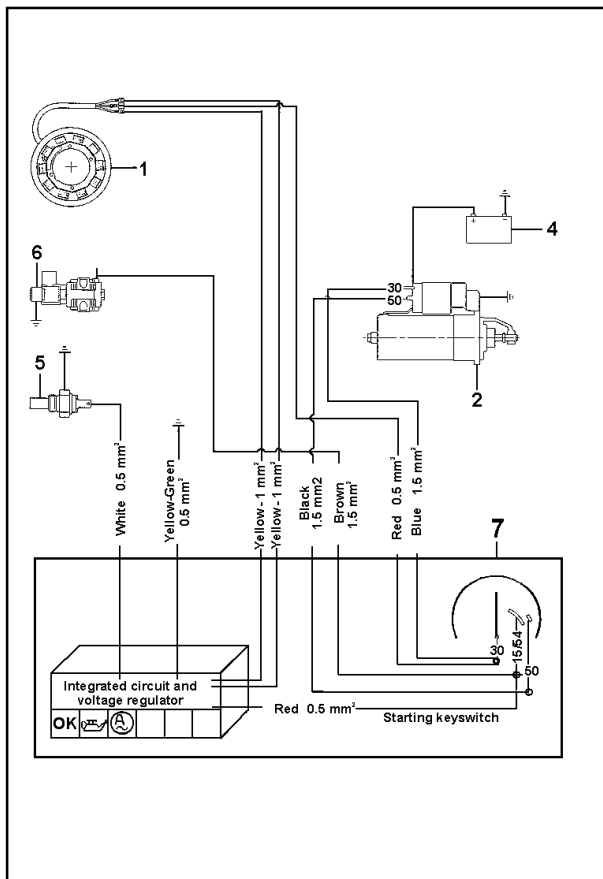 1
6
4
30
50
5
2
White 0.5 mm²
Yellow-Green
0.5 mm²
Yellow - 1 mm²
Yellow - 1 mm²
Black
1.5 mm2
Brown
1.5 mm²
Red 0.5 mm²
Blue 1.5 mm²
7
30
15/54
50
Integrated circuit and
voltage regulator
Red 0.5 mm²
Starting keyswitch
OK
A
+
-